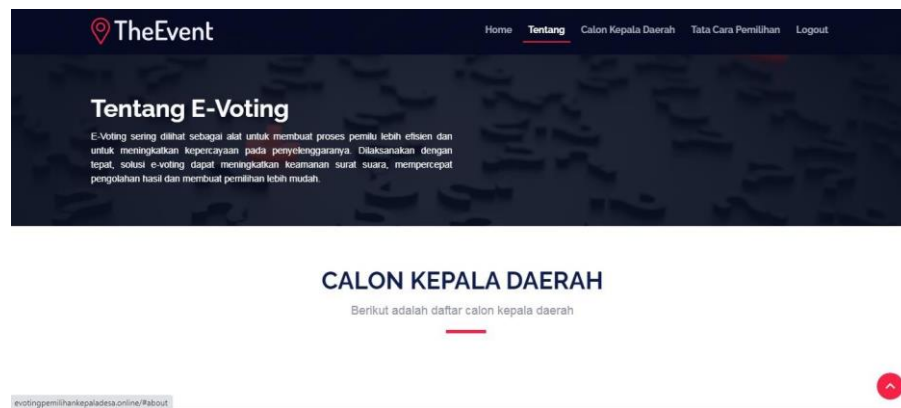 TheEvent
Home Tentang Calon Kepala Daerah Tata Cara Pemilihan Logout
Tentang E-Voting
E-Voting sering dilihat sebagai alat untuk membuat proses pemilu lebih efisien dan
untuk meningkatkan kepercayaan pada penyelenggaranya. Dilaksanakan dengan
tepat, solusi e-voting dapat meningkatkan keamanan surat suara, mempercepat
pengolahan hasil dan membuat pemilihan lebih mudah.
CALON KEPALA DAERAH
Berikut adalah daftar calon kepala daerah
evotingpemilihankepaladesa.online/#about